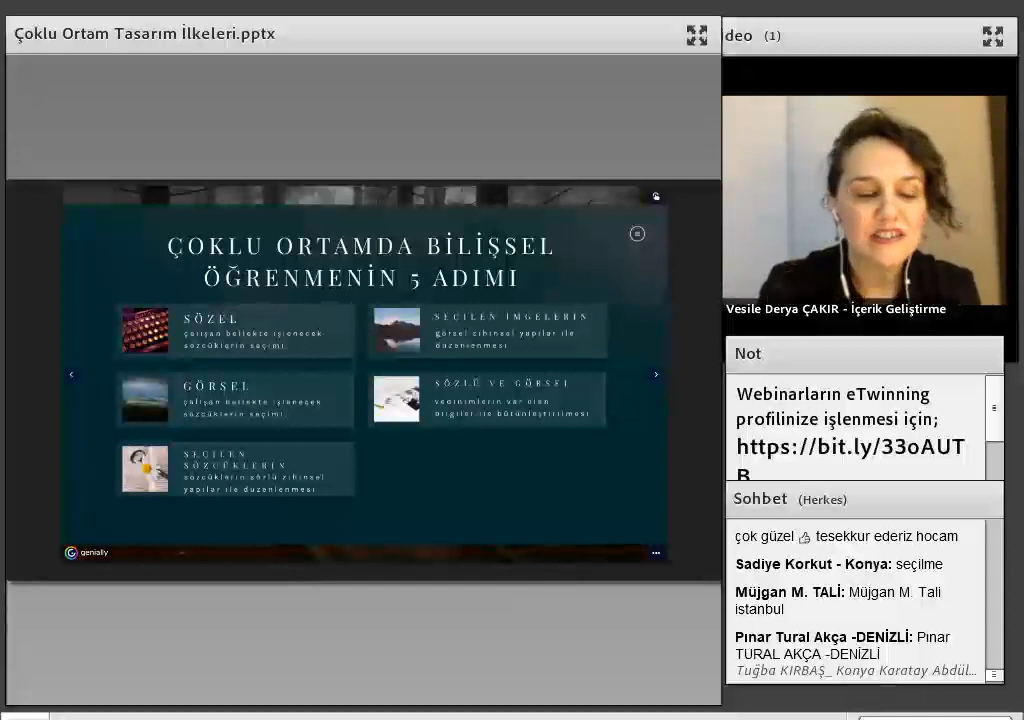 Çoklu Ortam Tasarım İlkeleri.pptx
deo (1)
ÇOKLU ORTAMDA BİLİŞSEL
ÖĞRENMENİN 5 ADIMI
SÖZEL
çalışan bellekte işlenecek
sözcüklerin seçimi
SEÇİLEN İMGELERİN
görsel zihinsel yapılar ile
düzenlenmesi
GÖRSEL
çalışan bellekte işlenecek
sözcüklerin seçimi
SÖZLÜ VE GÖRSEL
var olan
bilgiler ile bütünleştirilmesi
SEÇİLEN
SÖZCÜKLERİN
sözcüklerin sözlü zihinsel
yapılar ile düzenlenmesi
genially
Vesile Derya ÇAKIR - İçerik Geliştirme
Not
Webinarların eTwinning
profilinize işlenmesi için;
https://bit.ly/33oAUT
B
Sohbet (Herkes)
çok güzel 👍 tesekkur ederiz hocam
Sadiye Korkut - Konya: seçilme
Müjgan M. TALİ: Müjgan M. Tali
istanbul
Pınar Tural Akça -DENİZLİ: Pınar
TURAL AKÇA -DENİZLİ
Tuğba KIRBAŞ_ Konya Karatay Abdül...